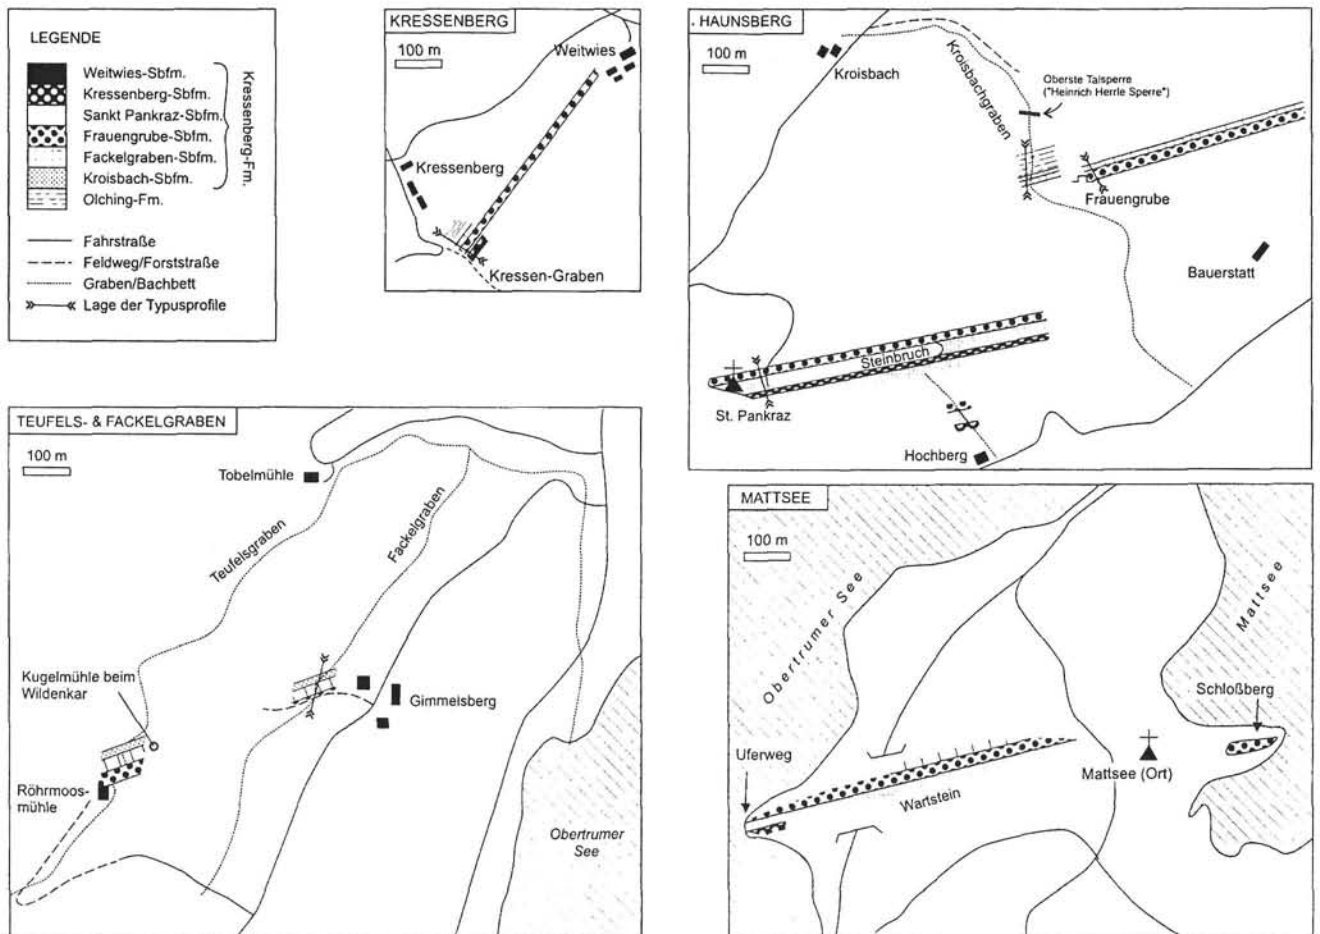 LEGENDE
Weitwies-Sbfm.
Kressenberg-Sbfm.
Sankt Pankraz-Sbfm.
Frauengrube-Sbfm.
Fackelgraben-Sbfm.
Kroisbach-Sbfm.
Olching-Fm.
Kressenberg-Fm.
Fahrstraße
Feldweg/Forststraße
Graben/Bachbett
Lage der Typusprofile
KRESSENBERG
100 m
Weitwies
Kressenberg
Kressen-Graben
HAUNSBERG
100 m
Kroisbach
Kroisbachgraben
Oberste Talsperre
("Heinrich Herrle Sperre")
Frauengrube
Bauerstatt
Steinbruch
St. Pankraz
Hochberg
TEUFELS- & FACKELGRABEN
100 m
Tobelmühle
Teufelsgraben
Fackelgraben
Kugelmühle beim
Wildenkar
Gimmelsberg
Röhrmoos-
mühle
Obertrumer
See
MATTSEE
100 m
Obertrumer See
Mattsee
Schloßberg
Uferweg
Mattsee (Ort)
Wartstein